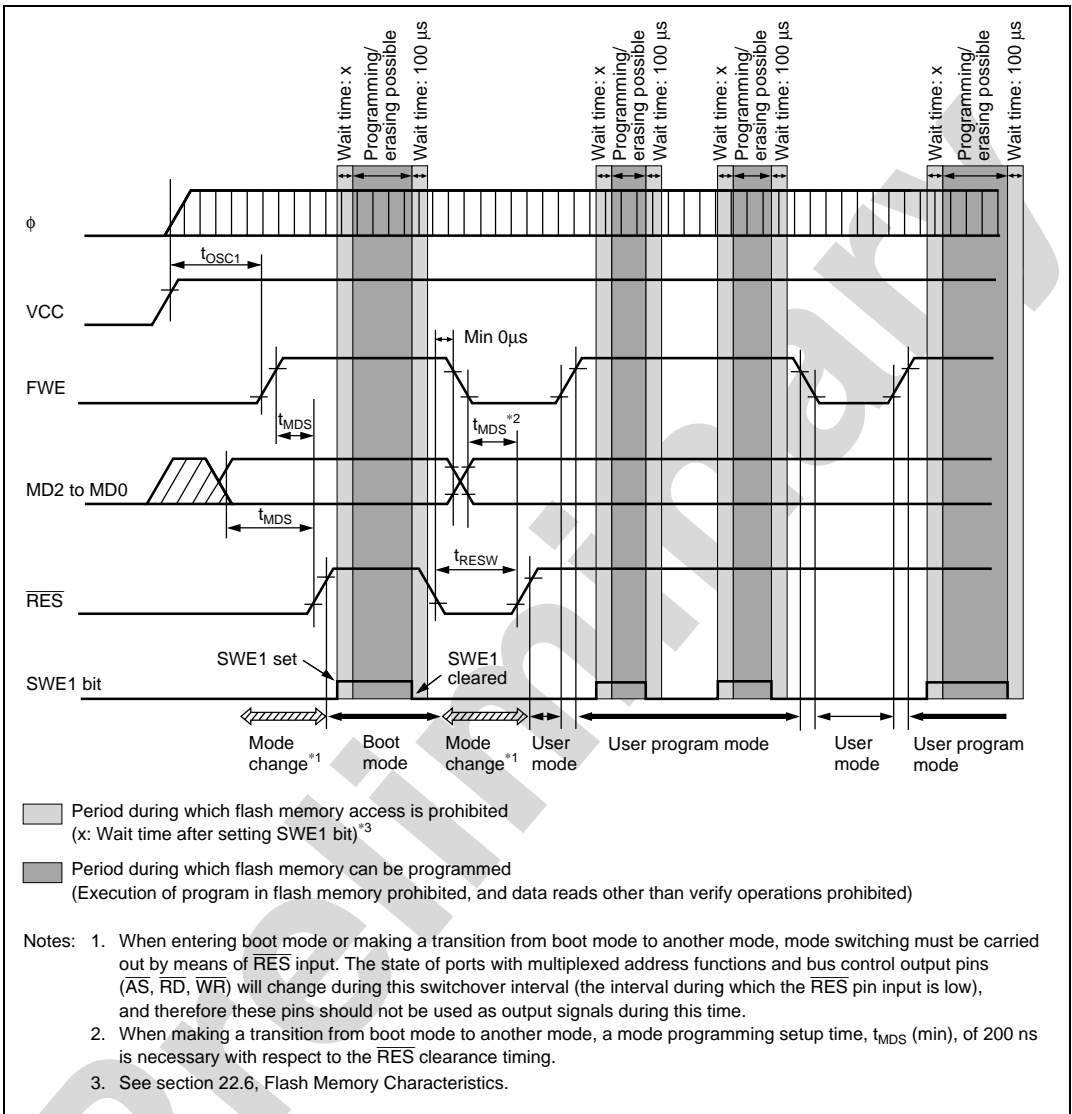 Wait time: x
Programming/
erasing possible
Wait time: 100 µs
Wait time: x
Programming/
erasing possible
Wait time: 100 µs
Wait time: x
Programming/
erasing possible
Wait time: 100 µs
Wait time: x
Programming/
erasing possible
Wait time: 100 µs
ϕ
tOSC1
VCC
Min 0µs
FWE
tMDS
tMDS*2
MD2 to MD0
tMDS
tRESW
RES
SWE1 set
SWE1
cleared
SWE1 bit
Mode
change*1
Boot
mode
Mode
change*1
User
mode
User program mode
User
mode
User program
mode
Period during which flash memory access is prohibited
(x: Wait time after setting SWE1 bit)*3
Period during which flash memory can be programmed
(Execution of program in flash memory prohibited, and data reads other than verify operations prohibited)
Notes: 1. When entering boot mode or making a transition from boot mode to another mode, mode switching must be carried
out by means of RES input. The state of ports with multiplexed address functions and bus control output pins
(AS, RD, WR) will change during this switchover interval (the interval during which the RES pin input is low),
and therefore these pins should not be used as output signals during this time.
2. When making a transition from boot mode to another mode, a mode programming setup time, tMDS (min), of 200 ns
is necessary with respect to the RES clearance timing.
3. See section 22.6, Flash Memory Characteristics.
Preliminary